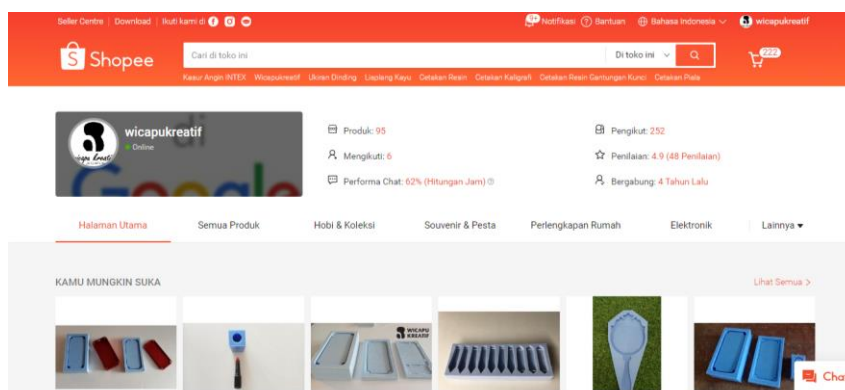 Seller Centre | Download | Ikuti kami di
9+ Notifikasi Bantuan Bahasa Indonesia wicapukreatif
Shopee
Cari di toko ini
Di toko ini
222
Kasur Angin INTEX Wicapukreatif Ukiran Dinding Lisplang Kayu Cetakan Resin Cetakan Kaligrafi Cetakan Resin Gantungan Kunci Cetakan Piala
wicapukreatif
Online
di
Google
Produk: 95
Pengikut: 252
Mengikuti: 6
Penilaian: 4.9 (48 Penilaian)
Performa Chat: 62% (Hitungan Jam)
Bergabung: 4 Tahun Lalu
Halaman Utama Semua Produk Hobi & Koleksi Souvenir & Pesta Perlengkapan Rumah Elektronik Lainnya
KAMU MUNGKIN SUKA
Lihat Semua >
WICAPU
KREATIF
Chat